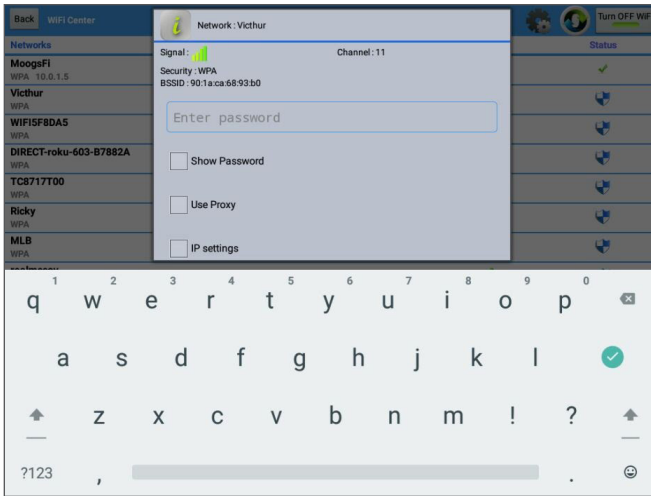 Back WiFi Center
Turn OFF WiF
Networks
Status
MoogsFi
WPA 10.0.1.5
Victhur
WPA
WIFI5F8DA5
WPA
DIRECT-roku-603-B7882A
WPA
TC8717T00
WPA
Ricky
WPA
MLB
WPA
Network : Victhur
Signal : Channel : 11
Security : WPA
BSSID : 90:1a:ca:68:93:b0
Enter password
Show Password
Use Proxy
IP settings
1 2 3 4 5 6 7 8 9 0
q w e r t y u i o p
a s d f g h j k l
z x c v b n m ! ?
?123 , .